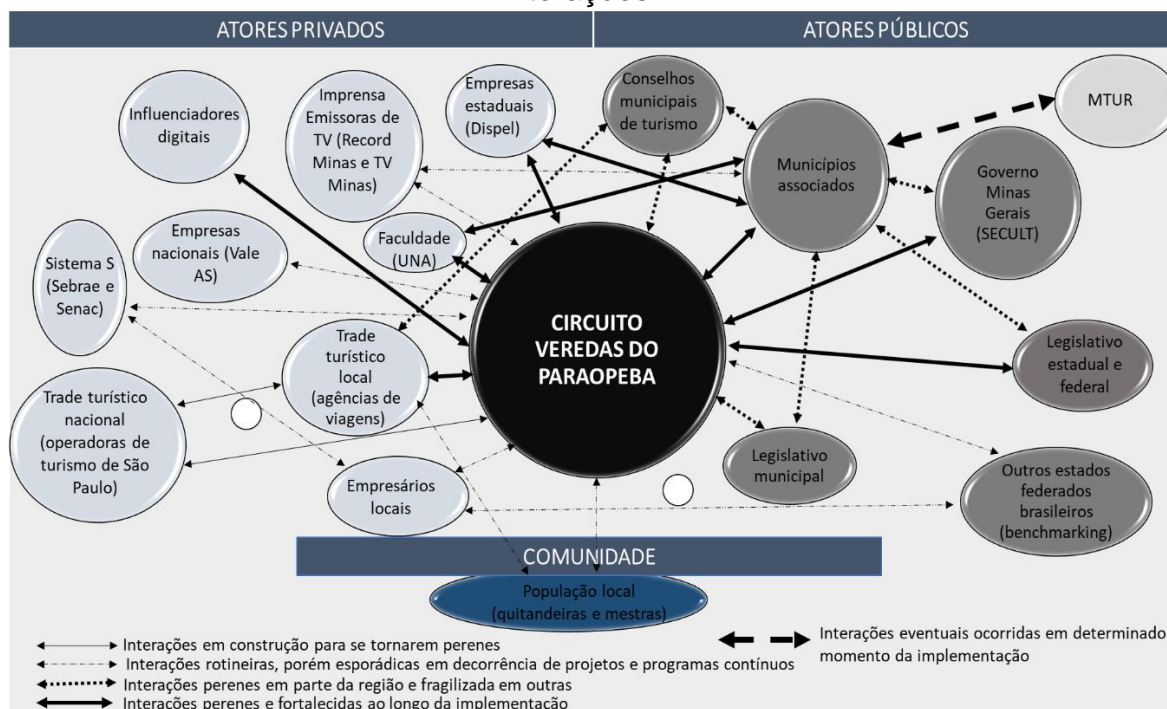 ATORES PRIVADOS
ATORES PÚBLICOS
Influenciadores
digitais
Imprensa
Emissoras de
TV (Record
Minas e TV
Minas)
Empresas
estaduais
(Dispel)
Conselhos
municipais
de turismo
MTUR
Municípios
associados
Governo
Minas
Gerais
(SECULT)
Faculdade
(UNA)
Empresas
nacionais (Vale
AS)
Sistema S
(Sebrae e
Senac)
CIRCUITO
VEREDAS DO
PARAOPEBA
Trade
turístico
local
(agências de
viagens)
Legislativo
estadual e
federal
Trade turístico
nacional
(operadoras de
turismo de São
Paulo)
Empresários
locais
Legislativo
municipal
Outros estados
federados
brasileiros
(benchmarking)
COMUNIDADE
População local
(quitandeiras e mestras)
Interações em construção para se tornarem perenes
Interações rotineiras, porém esporádicas em decorrência de projetos e programas contínuos
Interações perenes em parte da região e fragilizada em outras
Interações perenes e fortalecidas ao longo da implementação
Interações eventuais ocorridas em determinado
momento da implementação